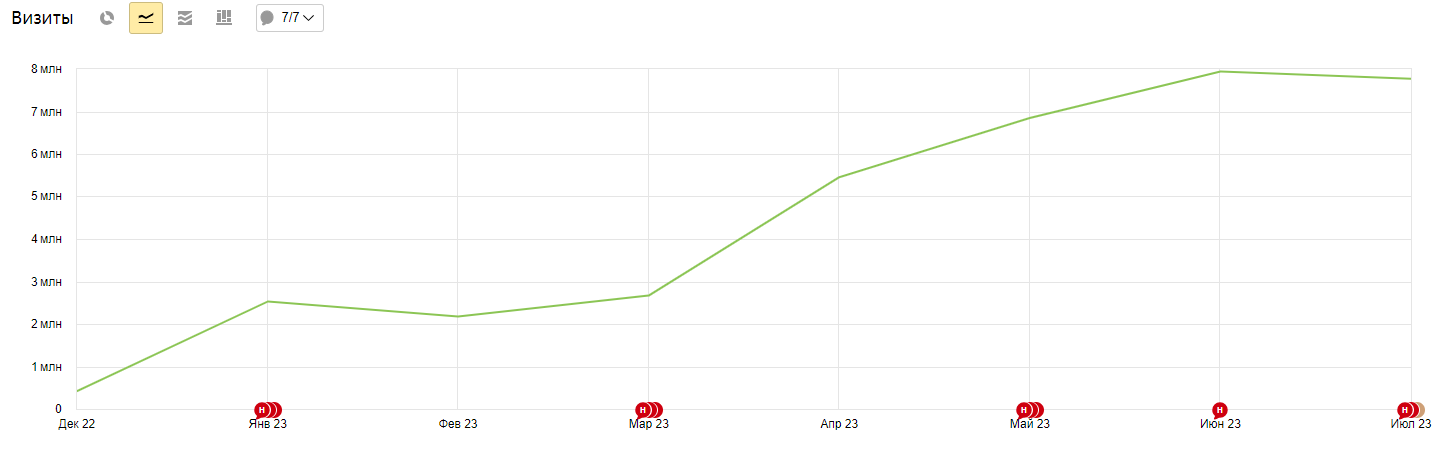 Визиты 7/7
8 млн
7 млн
6 млн
5 млн
4 млн
3 млн
2 млн
1 млн
0
Н Н Н Н Н
Дек 22 Янв 23 Фев 23 Мар 23 Апр 23 Май 23 Июн 23 Июл 23